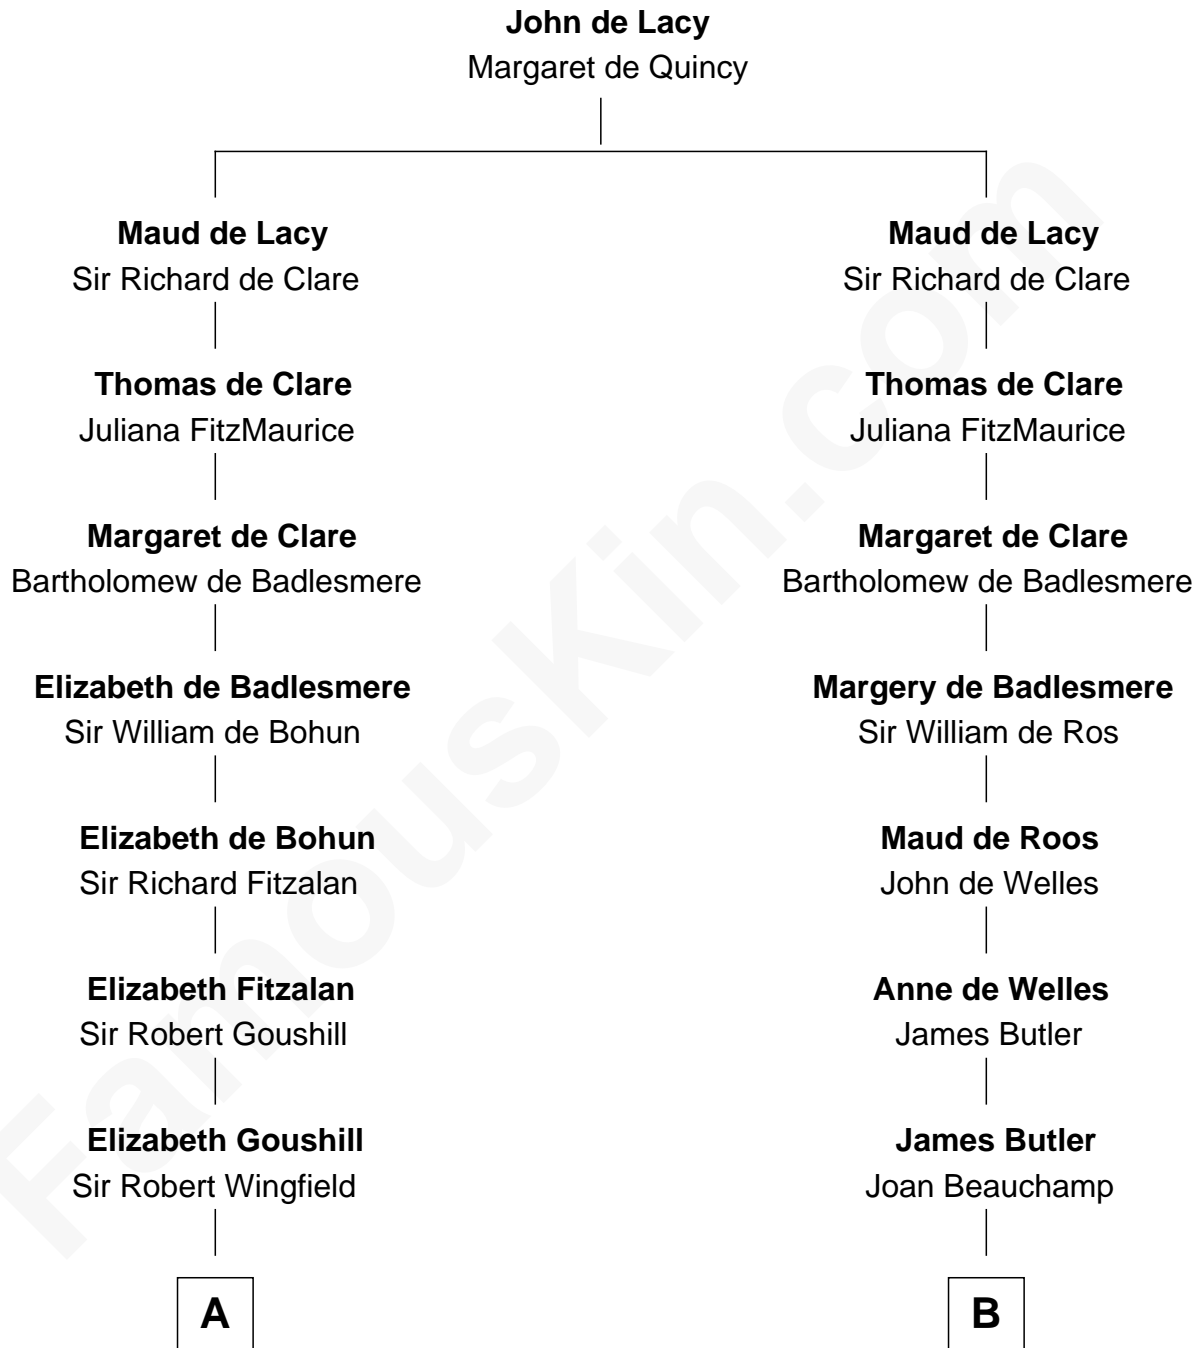 John de Lacy
Margaret de Quincy
Maud de Lacy
Sir Richard de Clare
Thomas de Clare
Juliana FitzMaurice
Margaret de Clare
Bartholomew de Badlesmere
Elizabeth de Badlesmere
Sir William de Bohun
Elizabeth de Bohun
Sir Richard Fitzalan
Elizabeth Fitzalan
Sir Robert Goushill
Elizabeth Goushill
Sir Robert Wingfield
A
Maud de Lacy
Sir Richard de Clare
Thomas de Clare
Juliana FitzMaurice
Margaret de Clare
Bartholomew de Badlesmere
Margery de Badlesmere
Sir William de Ros
Maud de Roos
John de Welles
Anne de Welles
James Butler
James Butler
Joan Beauchamp
B
FamousKin.com